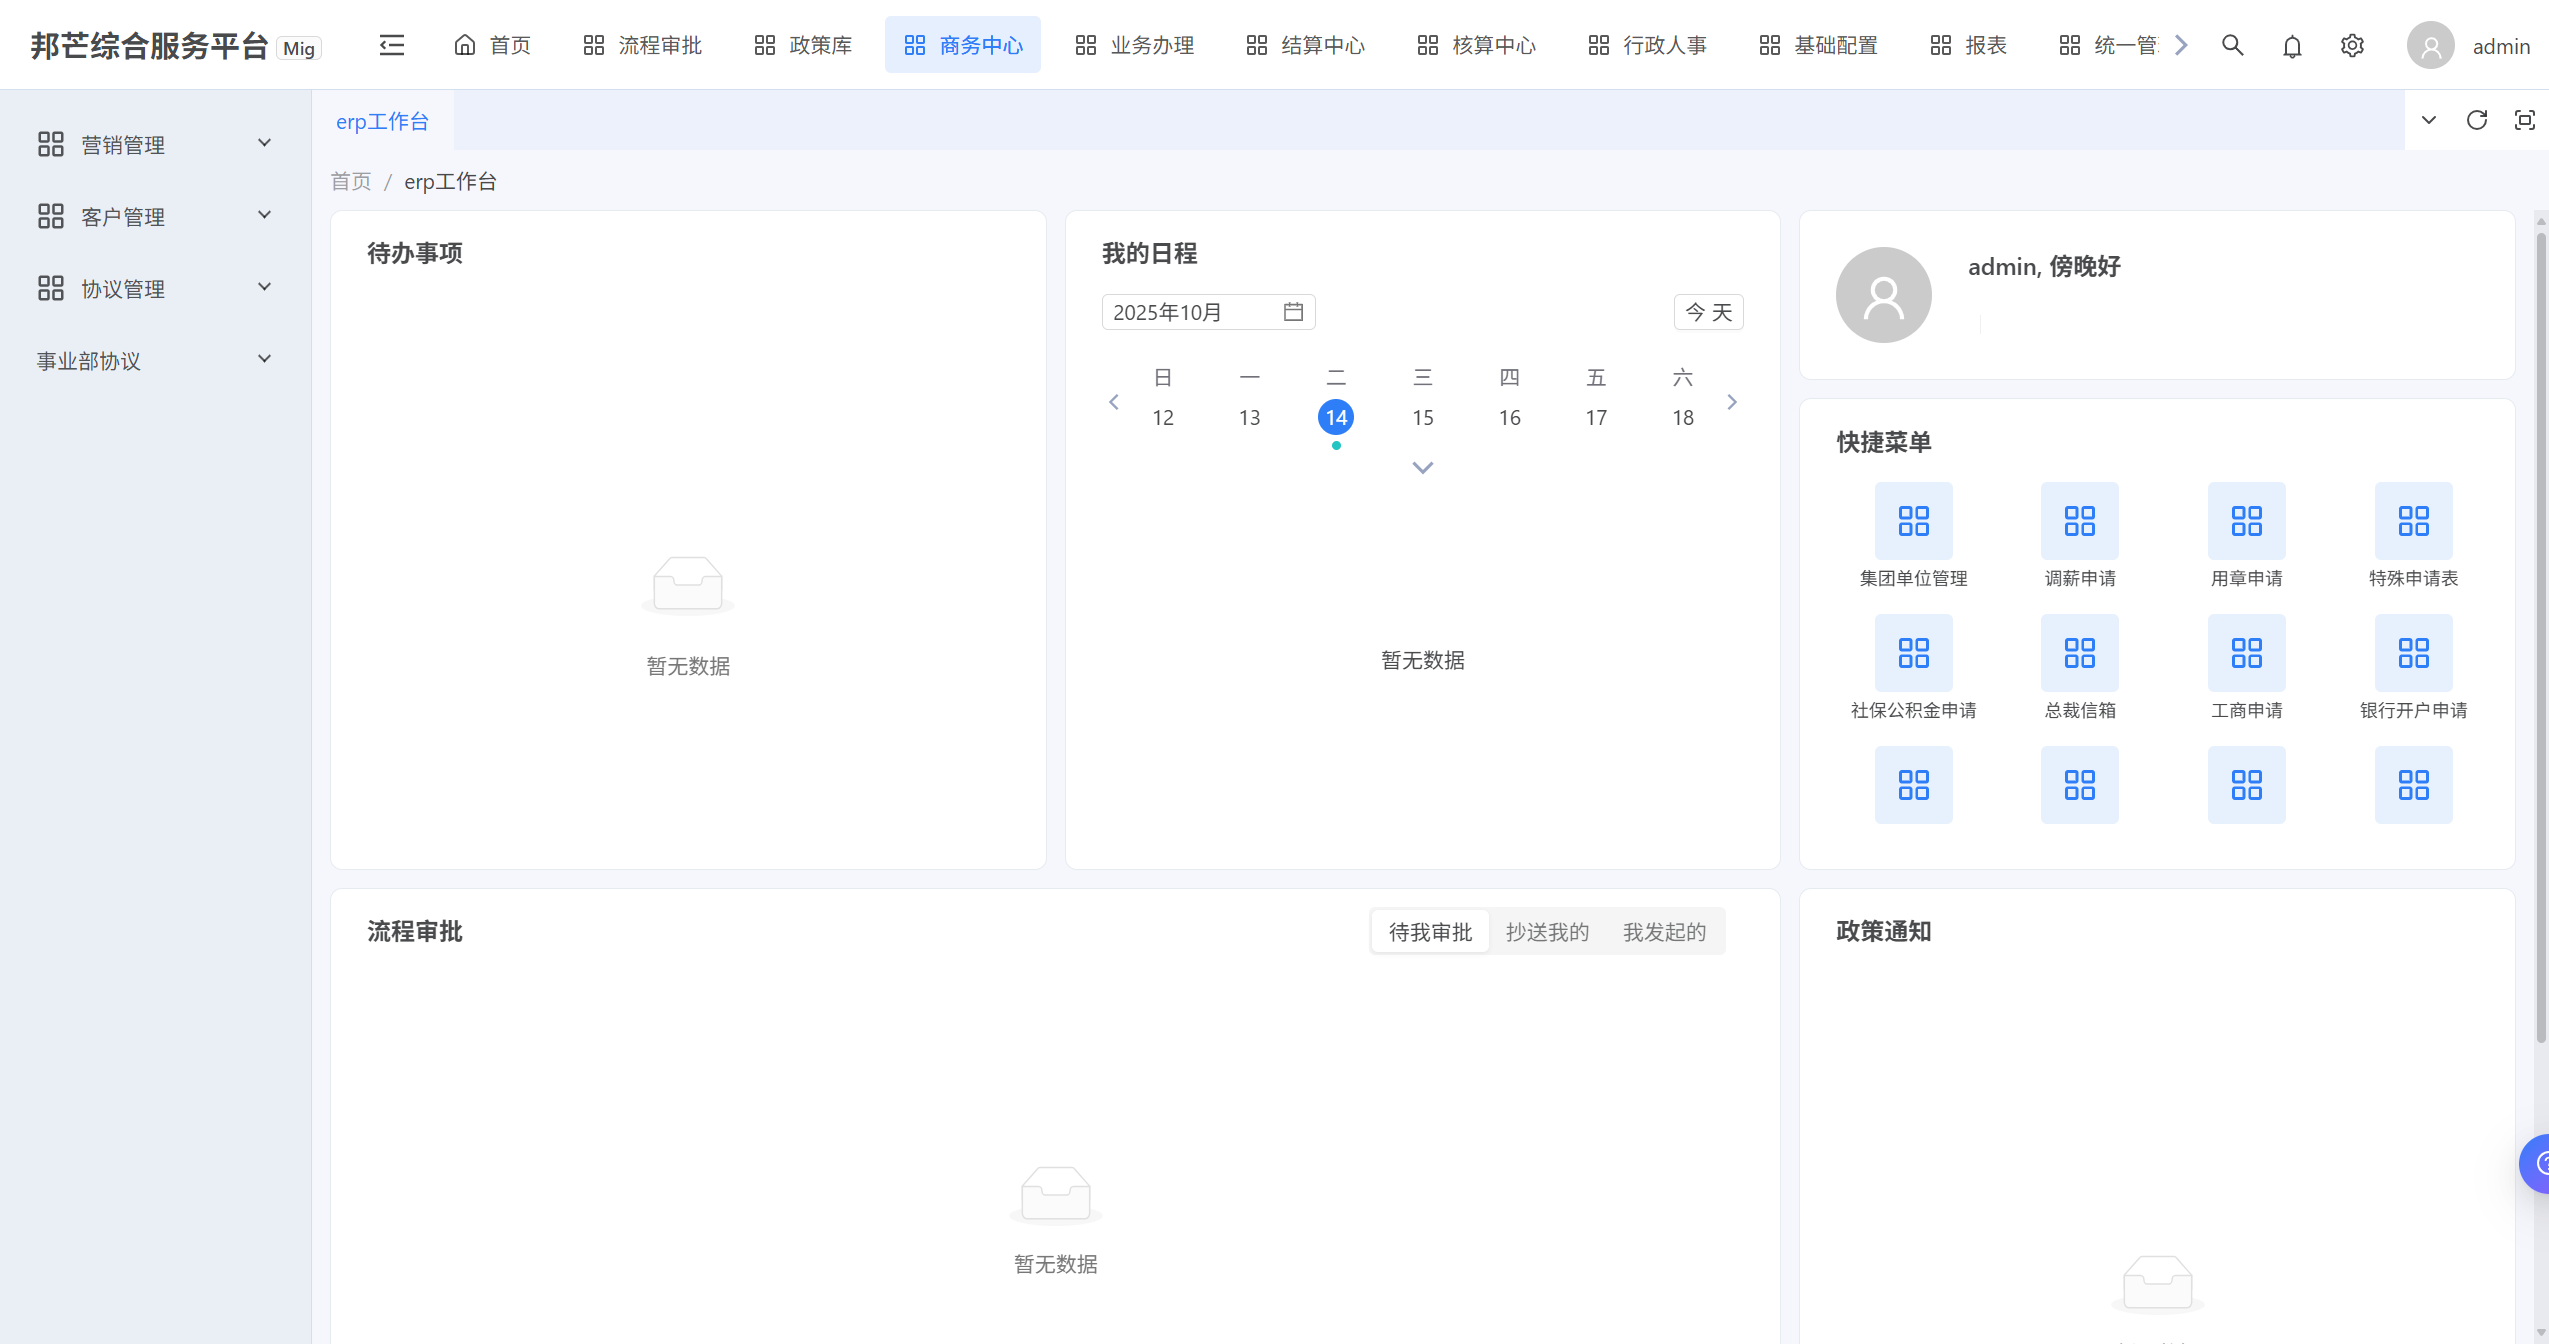 邦芒综合服务平台 Mig
首页 流程审批 政策库 商务中心 业务办理 结算中心 核算中心 行政人事 基础配置 报表 统一管
admin
营销管理
客户管理
协议管理
事业部协议
erp工作台
首页 / erp工作台
待办事项
暂无数据
我的日程
2025年10月
今 天
日 一 二 三 四 五 六
12 13 14 15 16 17 18
暂无数据
admin, 傍晚好
快捷菜单
集团单位管理 调薪申请 用章申请 特殊申请表
社保公积金申请 总裁信箱 工商申请 银行开户申请
流程审批
待我审批 抄送我的 我发起的
暂无数据
政策通知